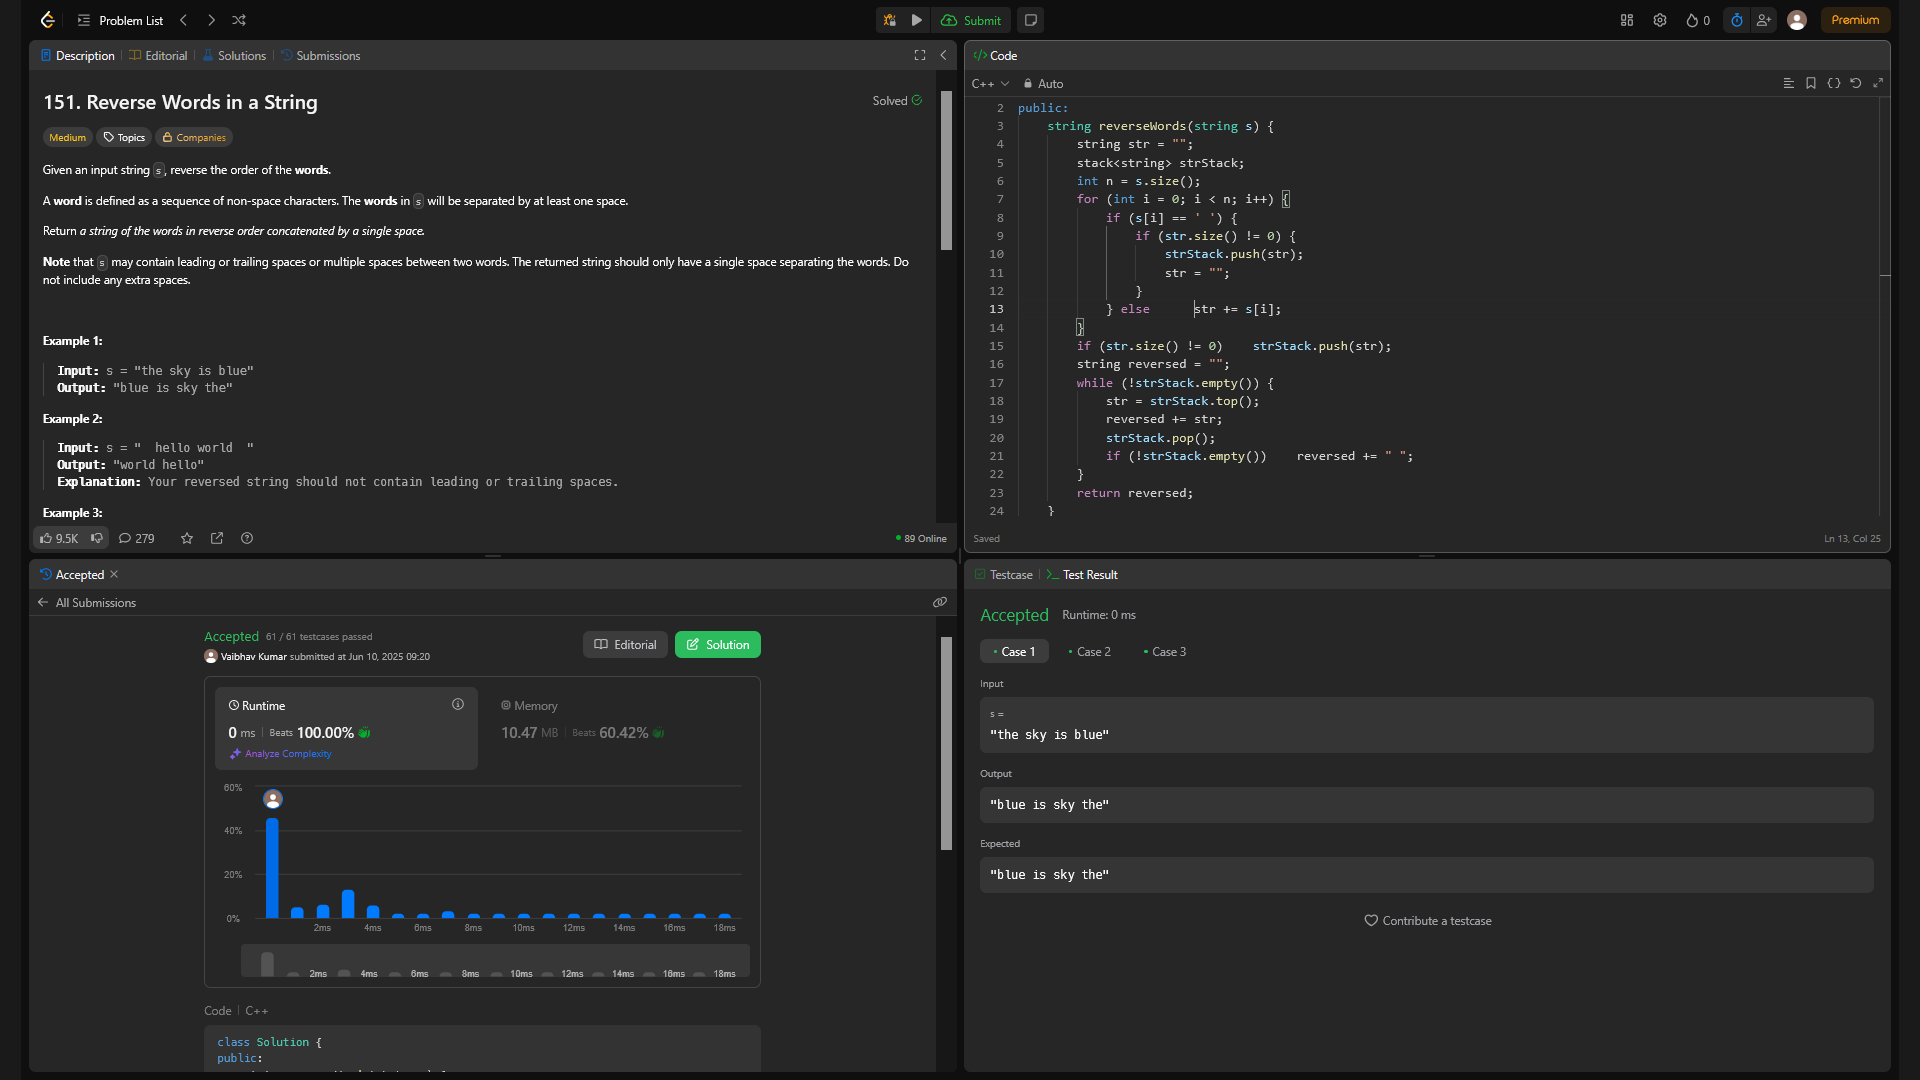 Problem List
Submit
0
Premium
Description
Editorial
Solutions
Submissions
151. Reverse Words in a String
Solved
Medium
Topics
Companies
Given an input string s, reverse the order of the words.
A word is defined as a sequence of non-space characters. The words in s will be separated by at least one space.
Return a string of the words in reverse order concatenated by a single space.
Note that s may contain leading or trailing spaces or multiple spaces between two words. The returned string should only have a single space separating the words. Do
not include any extra spaces.
Example 1:
Input: s = "the sky is blue"
Output: "blue is sky the"
Example 2:
Input: s = "  hello world  "
Output: "world hello"
Explanation: Your reversed string should not contain leading or trailing spaces.
Example 3:
9.5K
279
89 Online
Code
C++
Auto
2 public:
3     string reverseWords(string s) {
4         string str = "";
5         stack<string> strStack;
6         int n = s.size();
7         for (int i = 0; i < n; i++) {
8             if (s[i] == ' ') {
9                 if (str.size() != 0) {
10                     strStack.push(str);
11                     str = "";
12                 }
13             } else      str += s[i];
14         }
15         if (str.size() != 0)    strStack.push(str);
16         string reversed = "";
17         while (!strStack.empty()) {
18             str = strStack.top();
19             reversed += str;
20             strStack.pop();
21             if (!strStack.empty())    reversed += " ";
22         }
23         return reversed;
24     }
Saved
Ln 13, Col 25
Accepted
All Submissions
Accepted 61 / 61 testcases passed
Vaibhav Kumar submitted at Jun 10, 2025 09:20
Editorial
Solution
Runtime
0 ms
Beats 100.00%
Analyze Complexity
Memory
10.47 MB
Beats 60.42%
60%
40%
20%
0%
2ms 4ms 6ms 8ms 10ms 12ms 14ms 16ms 18ms
2ms 4ms 6ms 8ms 10ms 12ms 14ms 16ms 18ms
Code
C++
class Solution {
public:
Testcase
Test Result
Accepted
Runtime: 0 ms
Case 1
Case 2
Case 3
Input
s =
"the sky is blue"
Output
"blue is sky the"
Expected
"blue is sky the"
Contribute a testcase